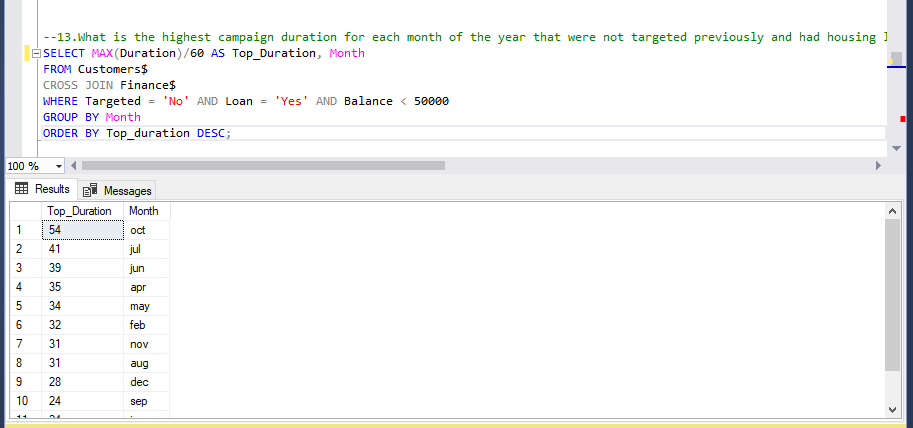 --13.What is the highest campaign duration for each month of the year that were not targeted previously and had housing
SELECT MAX(Duration)/60 AS Top_Duration, Month
FROM Customers$
CROSS JOIN Finance$
WHERE Targeted = 'No' AND Loan = 'Yes' AND Balance < 50000
GROUP BY Month
ORDER BY Top_duration DESC;
100 %
Results Messages
Top_Duration Month
1 54 oct
2 41 jul
3 39 jun
4 35 apr
5 34 may
6 32 feb
7 31 nov
8 31 aug
9 28 dec
10 24 sep